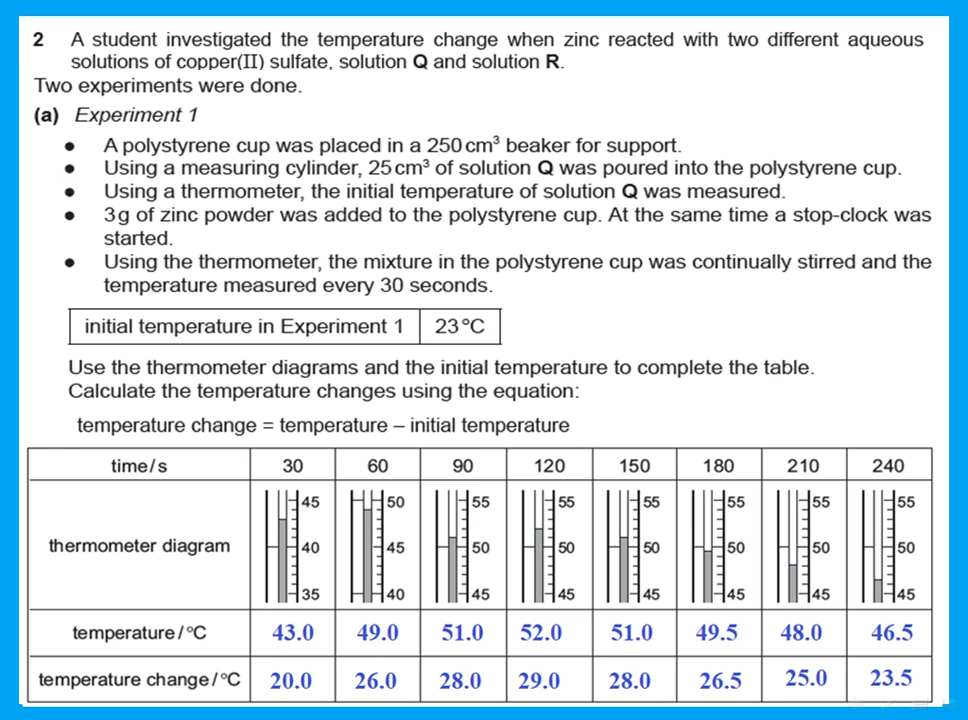 2 A student investigated the temperature change when zinc reacted with two different aqueous
solutions of copper(II) sulfate, solution Q and solution R.
Two experiments were done.
(a) Experiment 1
● A polystyrene cup was placed in a 250 cm³ beaker for support.
● Using a measuring cylinder, 25 cm³ of solution Q was poured into the polystyrene cup.
● Using a thermometer, the initial temperature of solution Q was measured.
● 3 g of zinc powder was added to the polystyrene cup. At the same time a stop-clock was
started.
● Using the thermometer, the mixture in the polystyrene cup was continually stirred and the
temperature measured every 30 seconds.
initial temperature in Experiment 1 23 °C
Use the thermometer diagrams and the initial temperature to complete the table.
Calculate the temperature changes using the equation:
temperature change = temperature – initial temperature
time/s 30 60 90 120 150 180 210 240
45 50 55 55 55 55 55 55
thermometer diagram 40 45 50 50 50 50 50 50
35 40 45 45 45 45 45 45
temperature/°C 43.0 49.0 51.0 52.0 51.0 49.5 48.0 46.5
temperature change/°C 20.0 26.0 28.0 29.0 28.0 26.5 25.0 23.5